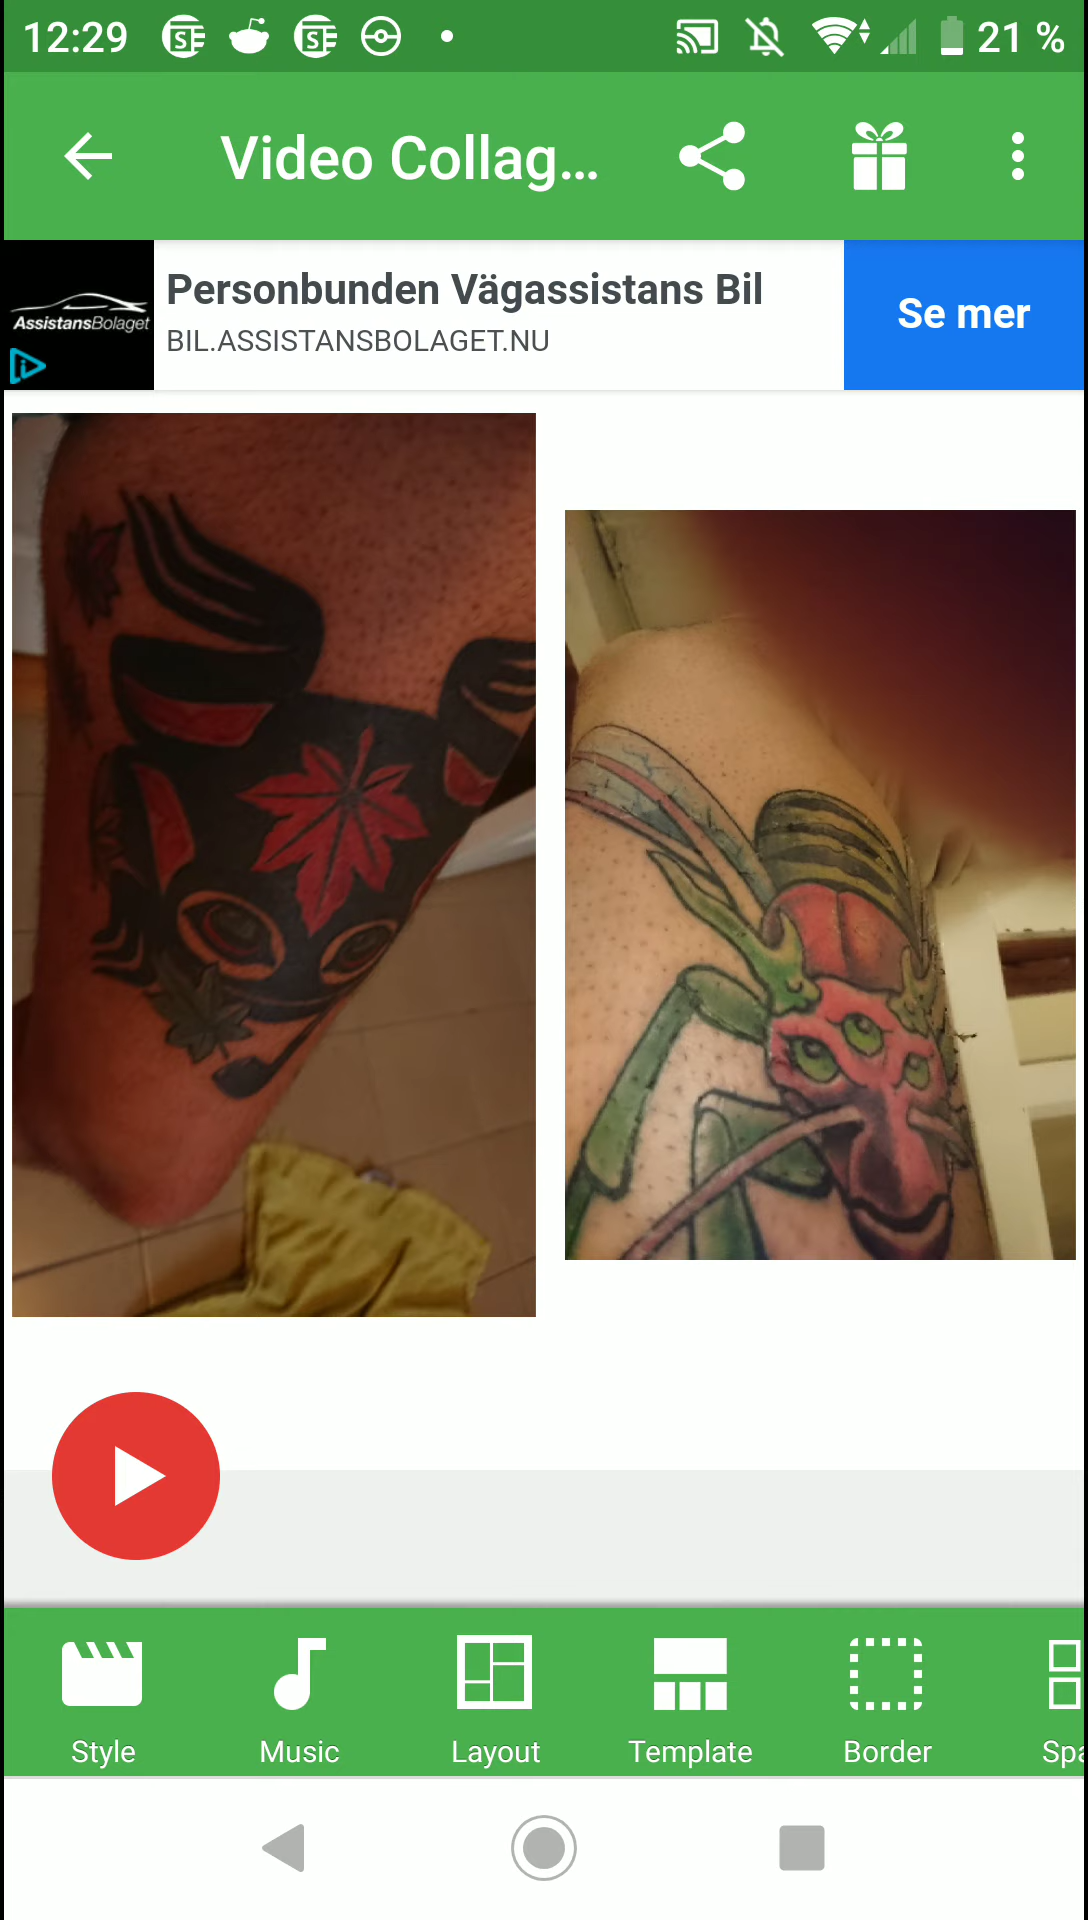 12:29
21 %
Video Collag...
AssistansBolaget
Personbunden Vägassistans Bil
BIL.ASSISTANSBOLAGET.NU
Se mer
Style
Music
Layout
Template
Border
Spa